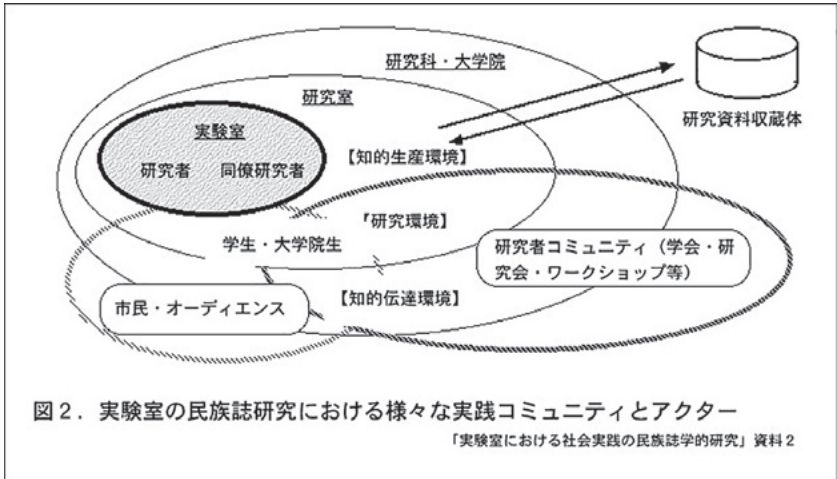 研究科・大学院
研究室
実験室
研究者 同僚研究者
【知的生産環境】
研究資料収蔵体
「研究環境】
学生・大学院生
研究者コミュニティ（学会・研
究会・ワークショップ等）
【知的伝達環境】
市民・オーディエンス
図２．実験室の民族誌研究における様々な実践コミュニティとアクター
「実験室における社会実践の民族誌学的研究」資料２